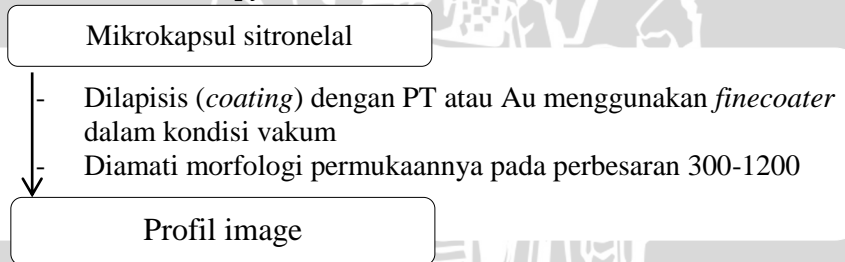 Mikrokapsul sitronelal
- Dilapisis (coating) dengan PT atau Au menggunakan finecoater
dalam kondisi vakum
- Diamati morfologi permukaannya pada perbesaran 300-1200
Profil image